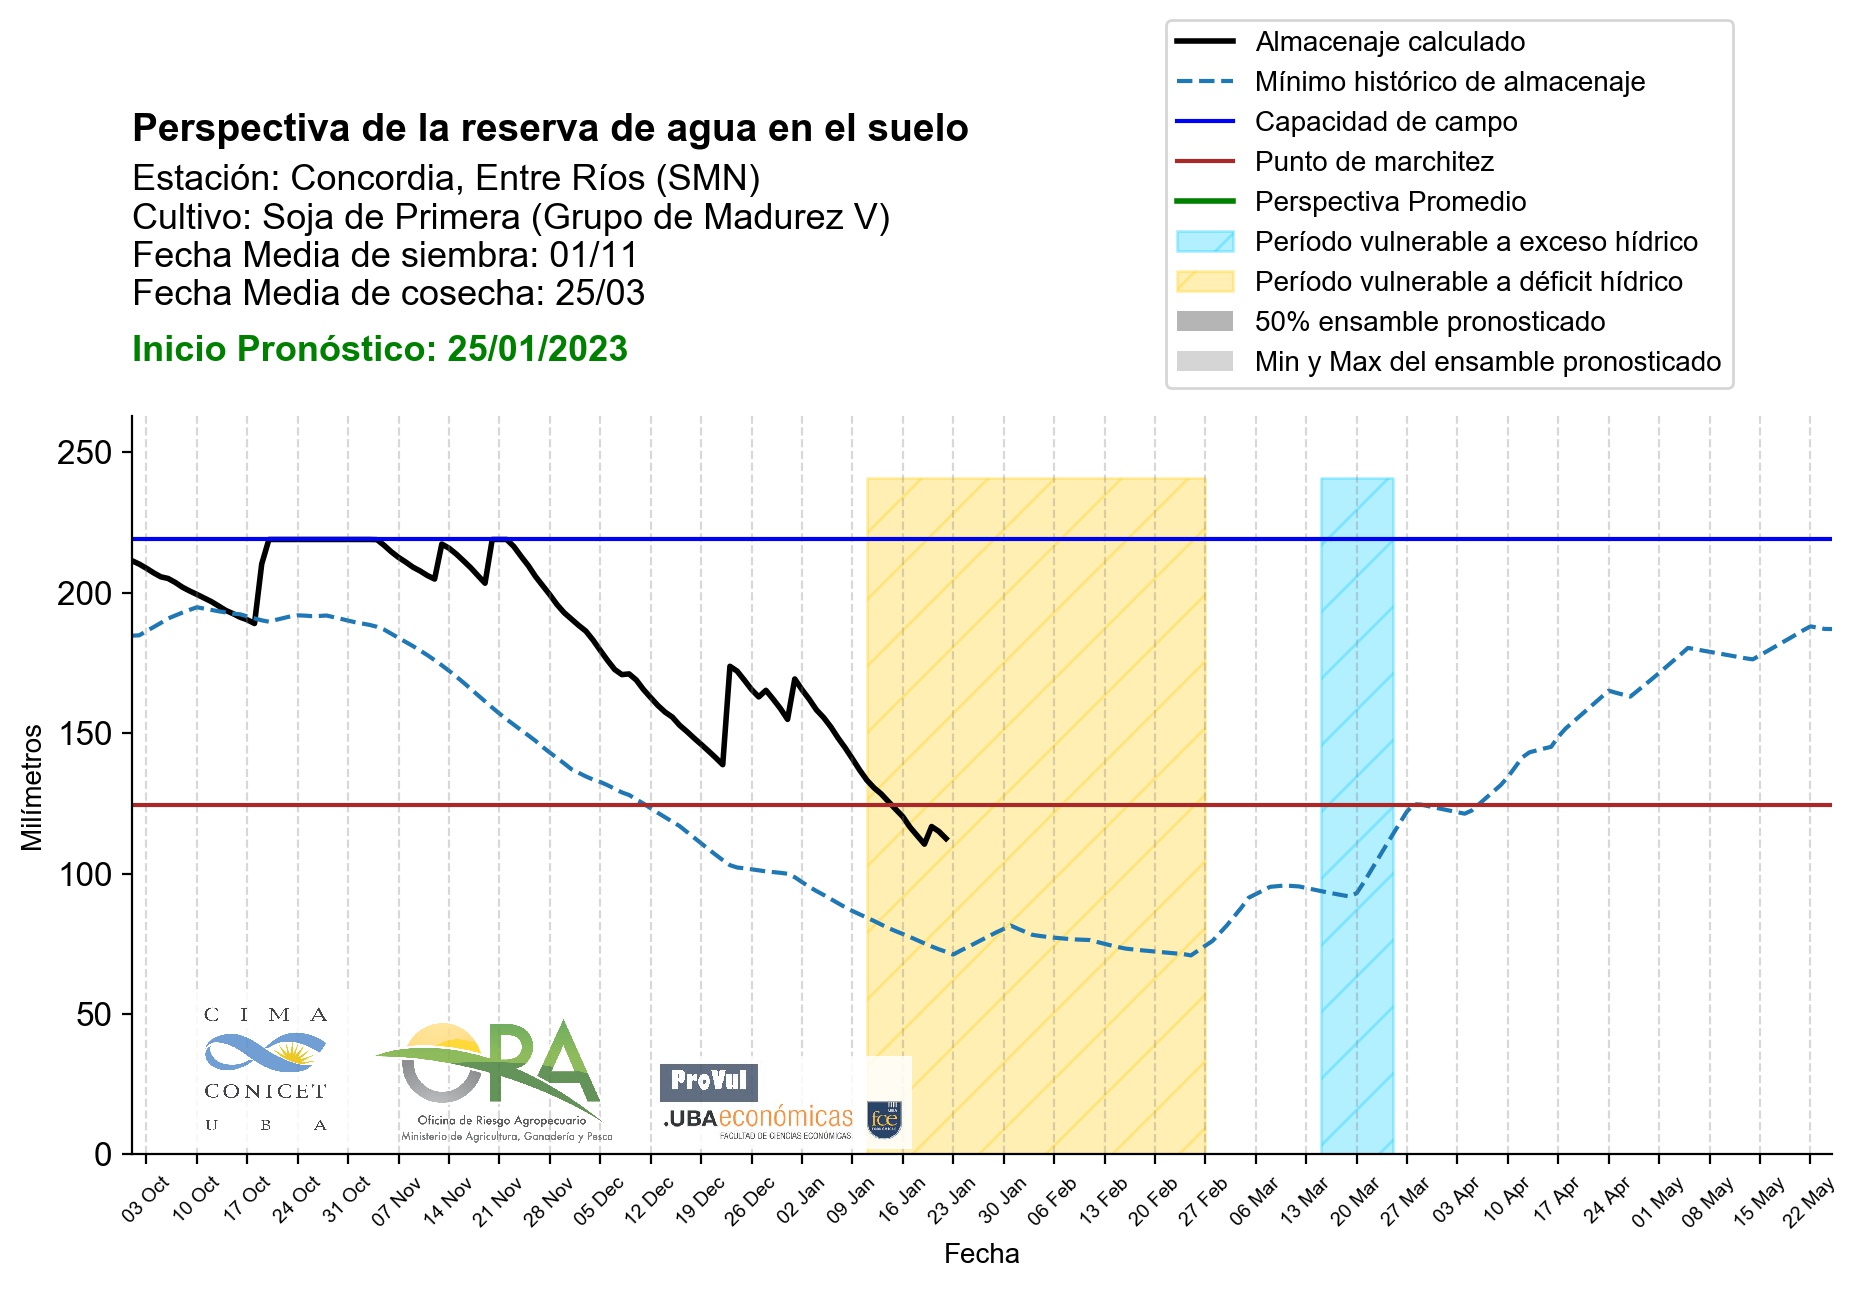 Almacenaje calculado
Mínimo histórico de almacenaje
Capacidad de campo
Punto de marchitez
Perspectiva Promedio
Período vulnerable a exceso hídrico
Período vulnerable a déficit hídrico
50% ensamble pronosticado
Min y Max del ensamble pronosticado
Perspectiva de la reserva de agua en el suelo
Estación: Concordia, Entre Ríos (SMN)
Cultivo: Soja de Primera (Grupo de Madurez V)
Fecha Media de siembra: 01/11
Fecha Media de cosecha: 25/03
Inicio Pronóstico: 25/01/2023
250
200
150
100
50
0
Milímetros
CIMA
CONICET
UBA
ORA
Oficina de Riesgo Agropecuario
Ministerio de Agricultura, Ganadería y Pesca
ProVul
.UBAeconómicas
FACULTAD DE CIENCIAS ECONÓMICAS
fce
03 Oct
10 Oct
17 Oct
24 Oct
31 Oct
07 Nov
14 Nov
21 Nov
28 Nov
05 Dec
12 Dec
19 Dec
26 Dec
02 Jan
09 Jan
16 Jan
23 Jan
30 Jan
06 Feb
13 Feb
20 Feb
27 Feb
06 Mar
13 Mar
20 Mar
27 Mar
03 Apr
10 Apr
17 Apr
24 Apr
01 May
08 May
15 May
22 May
Fecha